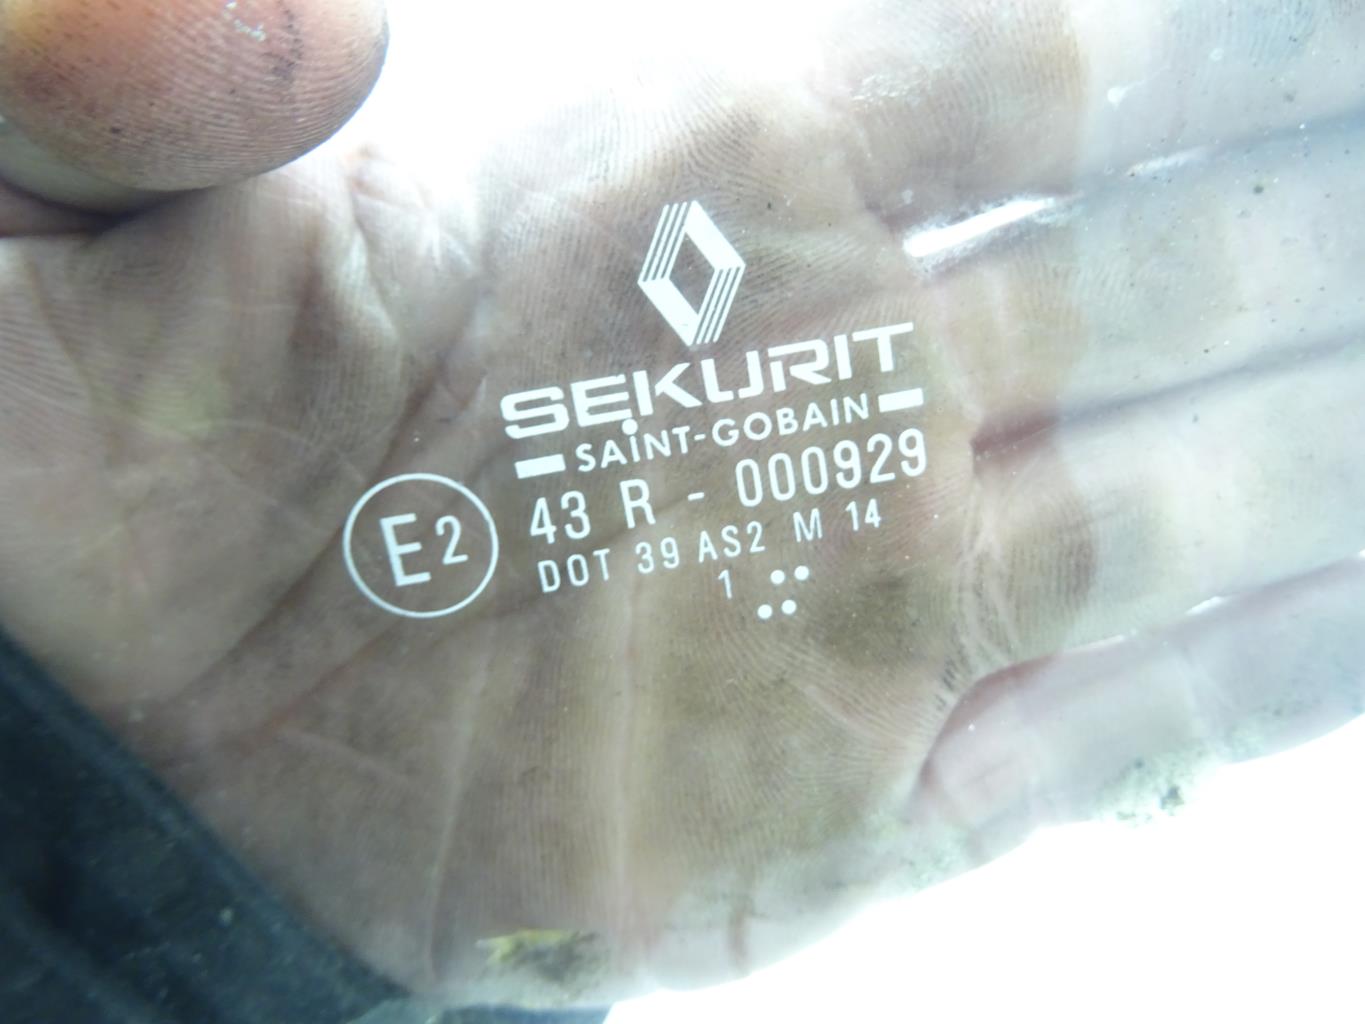 SEKURIT
SAINT-GOBAIN
E2
43 R - 000929
DOT 39 AS2 M 14
1